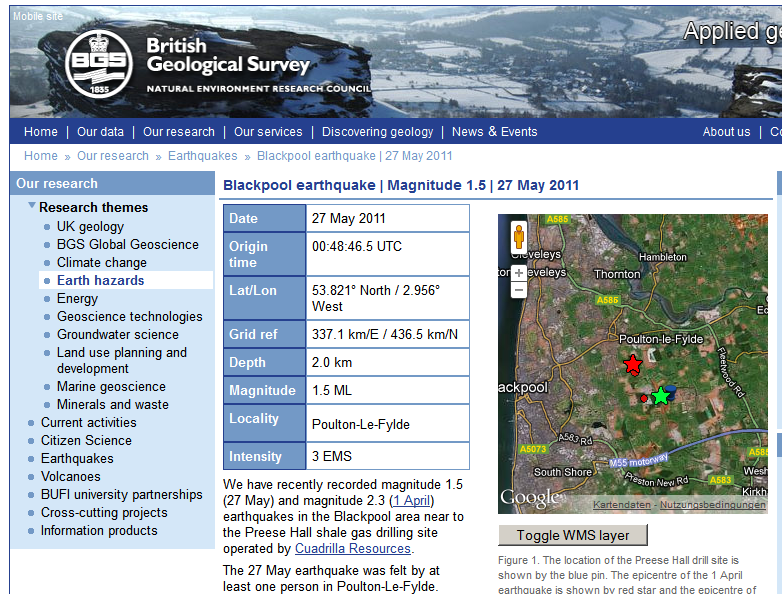 Mobile site
Applied ge
BGS
1835
British
Geological Survey
NATURAL ENVIRONMENT RESEARCH COUNCIL
Home | Our data | Our research | Our services | Discovering geology | News & Events
About us | Co
Home » Our research » Earthquakes » Blackpool earthquake | 27 May 2011
Our research
Research themes
UK geology
BGS Global Geoscience
Climate change
Earth hazards
Energy
Geoscience technologies
Groundwater science
Land use planning and
development
Marine geoscience
Minerals and waste
Current activities
Citizen Science
Earthquakes
Volcanoes
BUFI university partnerships
Cross-cutting projects
Information products
Blackpool earthquake | Magnitude 1.5 | 27 May 2011
Date 27 May 2011
Origin
time 00:48:46.5 UTC
Lat/Lon 53.821° North / 2.956°
West
Grid ref 337.1 km/E / 436.5 km/N
Depth 2.0 km
Magnitude 1.5 ML
Locality Poulton-Le-Fylde
Intensity 3 EMS
We have recently recorded magnitude 1.5
(27 May) and magnitude 2.3 (1 April)
earthquakes in the Blackpool area near to
the Preese Hall shale gas drilling site
operated by Cuadrilla Resources.
The 27 May earthquake was felt by at
least one person in Poulton-Le-Fylde.
A585
Cleveleys
Hambleton
ton Cleveleys
Thornton
A585
Poulton-le-Fylde
Fleetwood Rd
ackpool
A583 Rd
A5073
M55 motorway
A585
South Shore
Preston New Rd
A583
Wesh
Kirkh
Google
Kartendaten - Nutzungsbedingungen
Toggle WMS layer
Figure 1. The location of the Preese Hall drill site is
shown by the blue pin. The epicentre of the 1 April
earthquake is shown by red star and the epicentre of